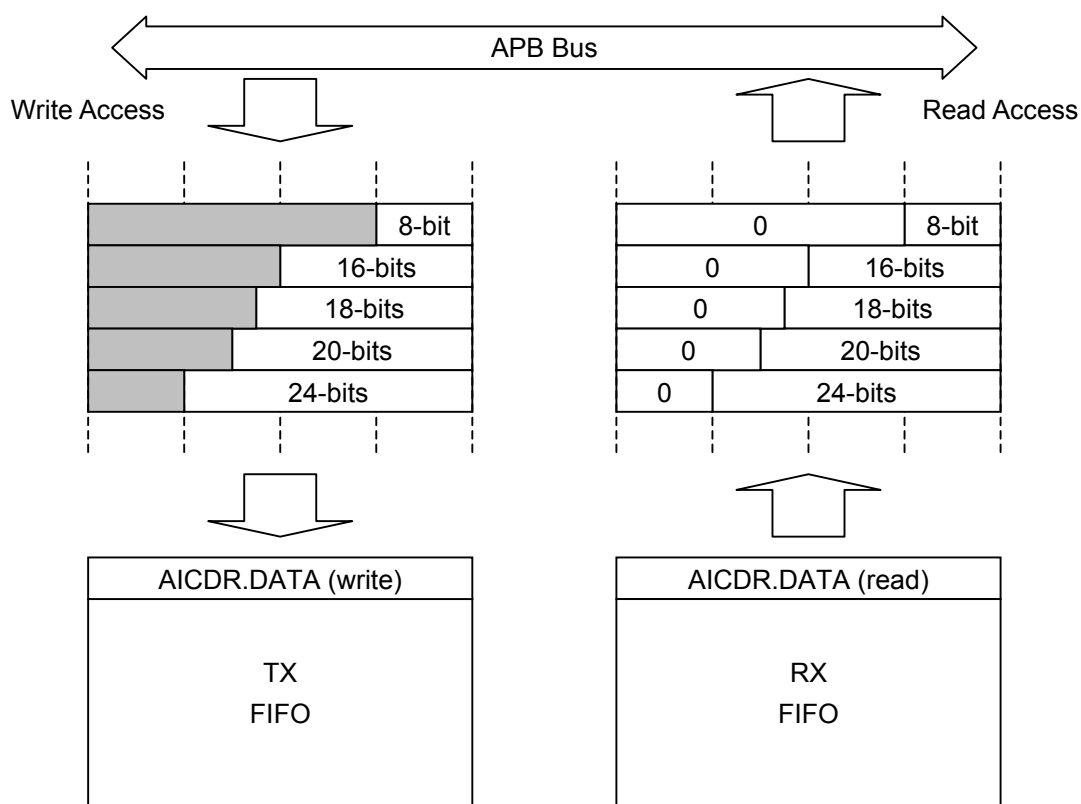 APB Bus
Write Access
Read Access
8-bit
0
8-bit
16-bits
0
16-bits
18-bits
0
18-bits
20-bits
0
20-bits
24-bits
0
24-bits
AICDR.DATA (write)
AICDR.DATA (read)
TX
FIFO
RX
FIFO